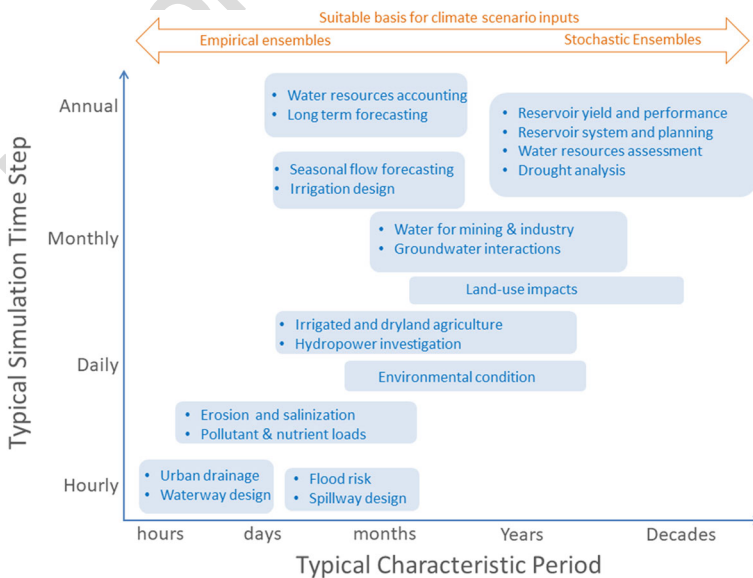 Suitable basis for climate scenario inputs
Empirical ensembles
Stochastic Ensembles
Typical Simulation Time Step
Annual
Monthly
Daily
Hourly
• Water resources accounting
• Long term forecasting
• Reservoir yield and performance
• Reservoir system and planning
• Water resources assessment
• Drought analysis
• Seasonal flow forecasting
• Irrigation design
• Water for mining & industry
• Groundwater interactions
Land-use impacts
• Irrigated and dryland agriculture
• Hydropower investigation
Environmental condition
• Erosion and salinization
• Pollutant & nutrient loads
• Urban drainage
• Waterway design
• Flood risk
• Spillway design
hours
days
months
Years
Decades
Typical Characteristic Period